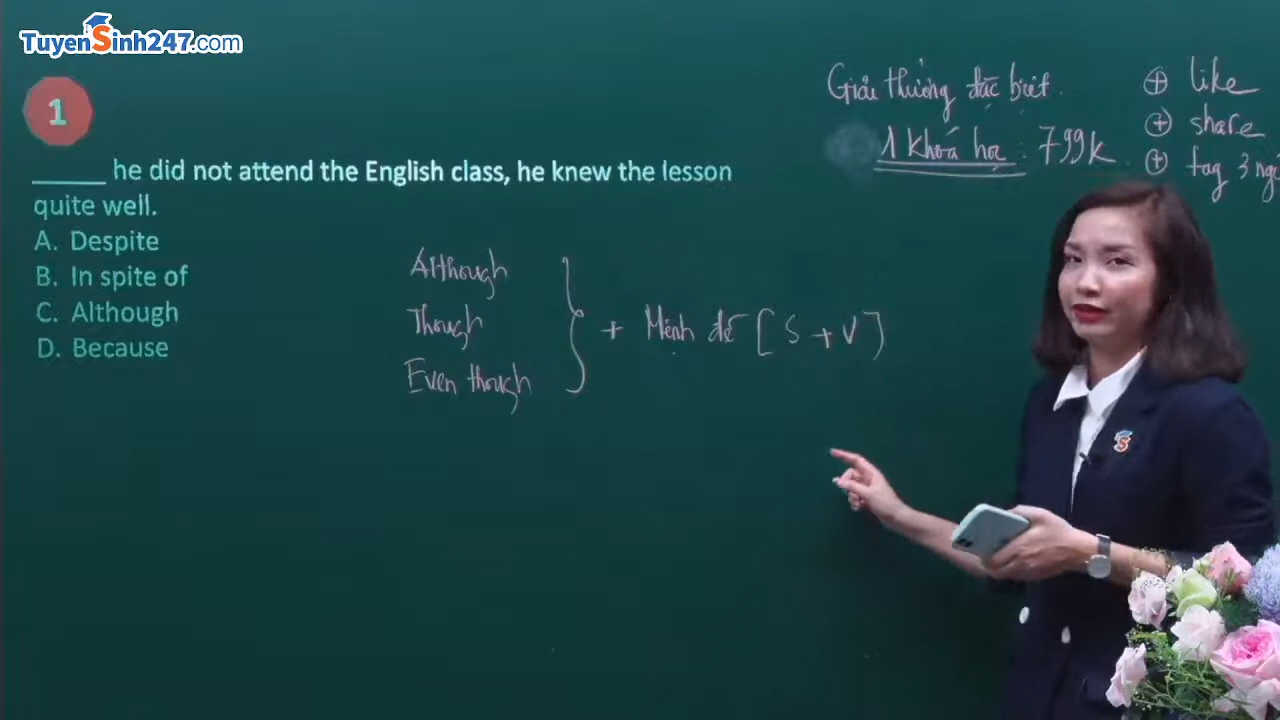 TuyenSinh247.com
1
_____ he did not attend the English class, he knew the lesson
quite well.
A. Despite
B. In spite of
C. Although
D. Because
Although
Though
Even though
} + Mệnh đề [S + V]
Giải thưởng đặc biệt.
1 khoá học: 799k.
+ like
+ share
+ tag 3